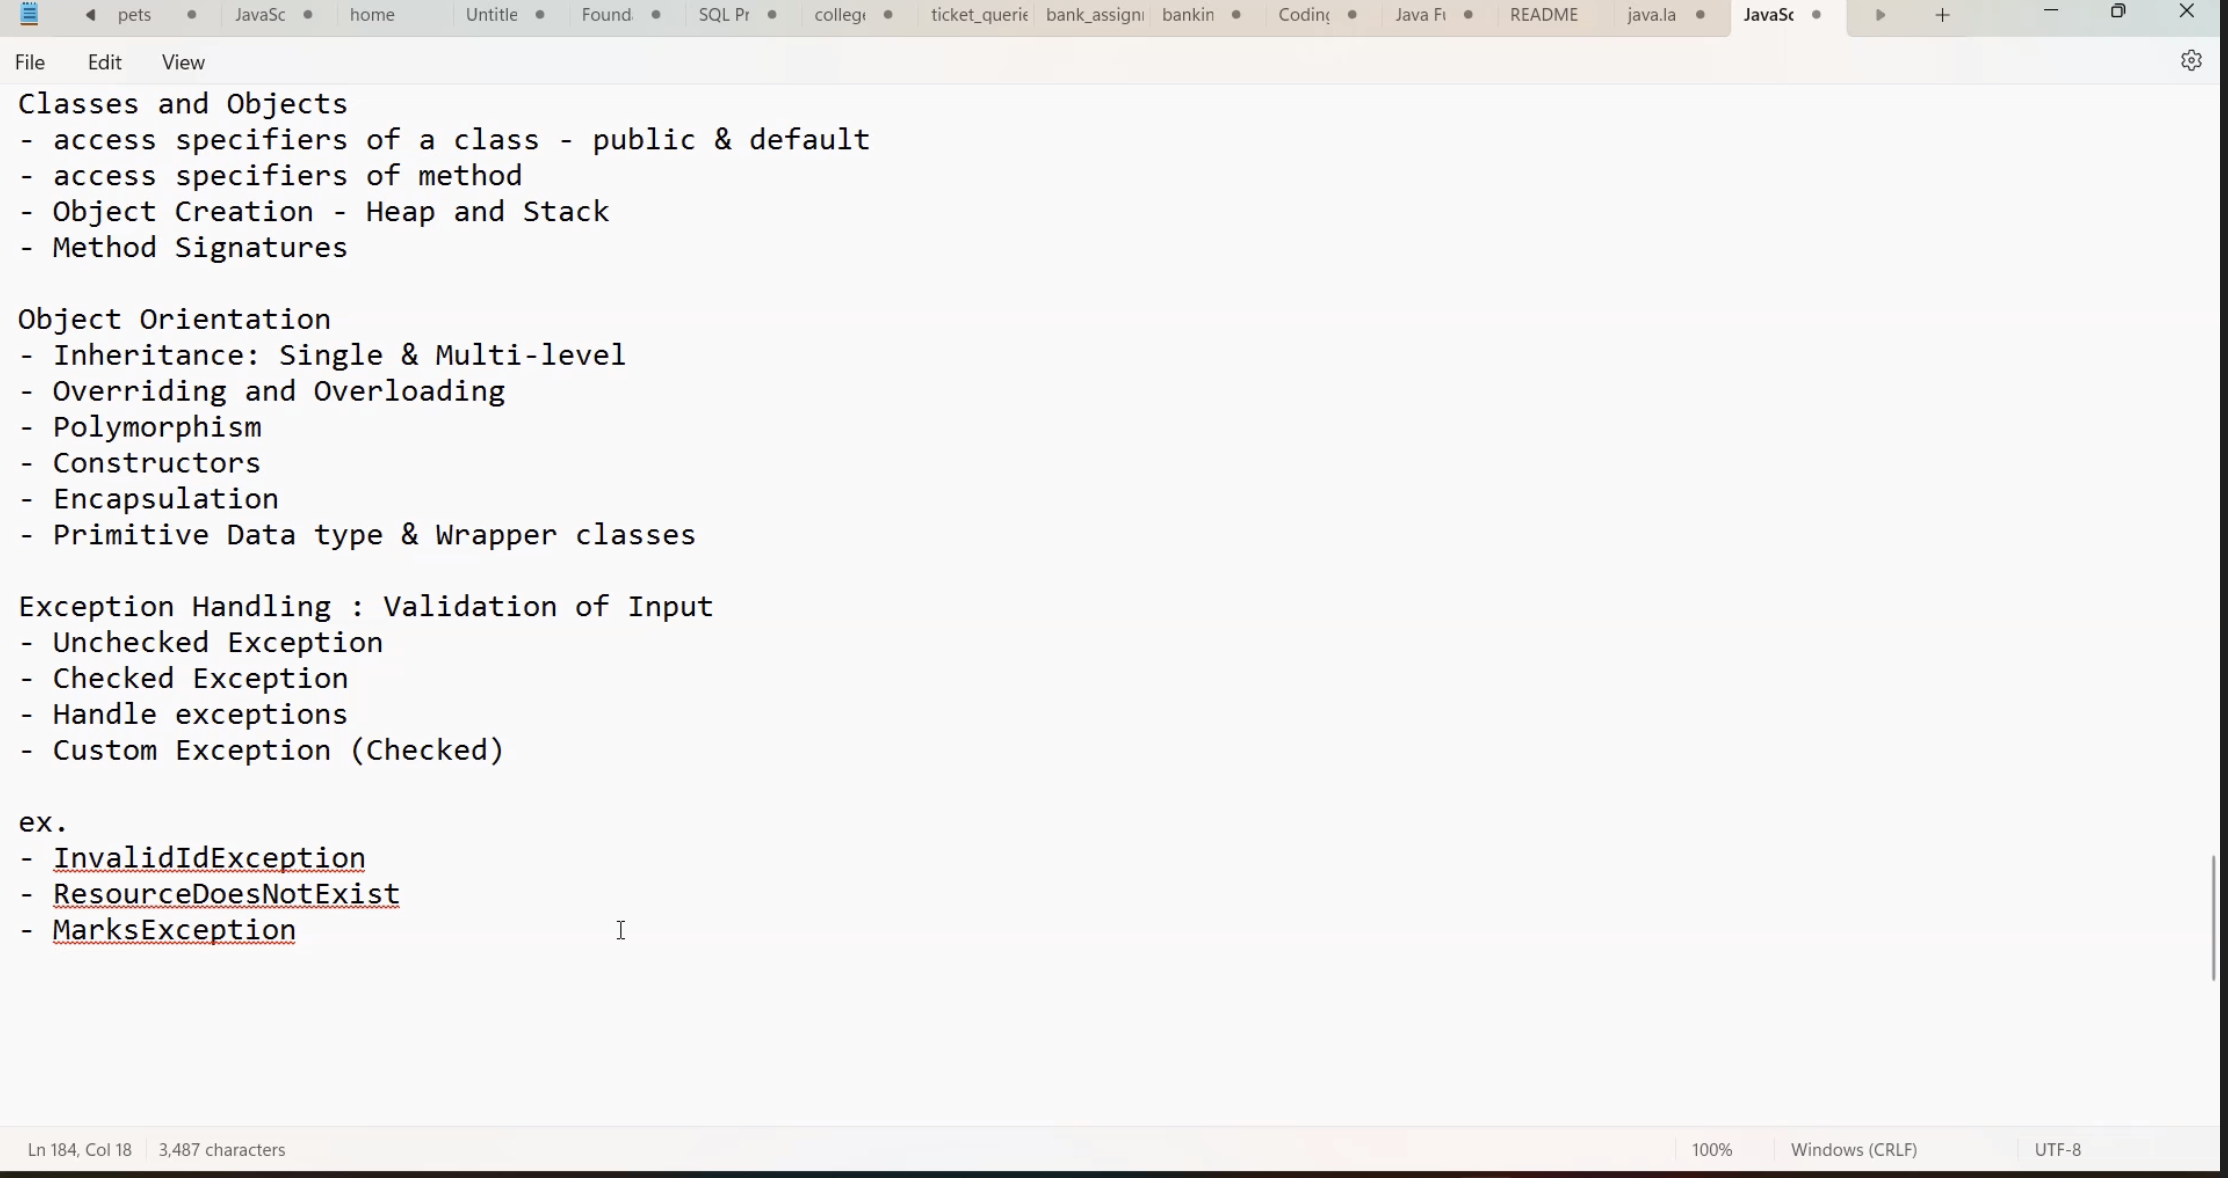 pets JavaSc home Untitle Found SQL Pr college ticket_querie bank_assign bankin Coding Java Fu README java.la JavaSc
File Edit View
Classes and Objects
- access specifiers of a class - public & default
- access specifiers of method
- Object Creation - Heap and Stack
- Method Signatures
Object Orientation
- Inheritance: Single & Multi-level
- Overriding and Overloading
- Polymorphism
- Constructors
- Encapsulation
- Primitive Data type & Wrapper classes
Exception Handling : Validation of Input
- Unchecked Exception
- Checked Exception
- Handle exceptions
- Custom Exception (Checked)
ex.
- InvalidIdException
- ResourceDoesNotExist
- MarksException
Ln 184, Col 18 3,487 characters 100% Windows (CRLF) UTF-8